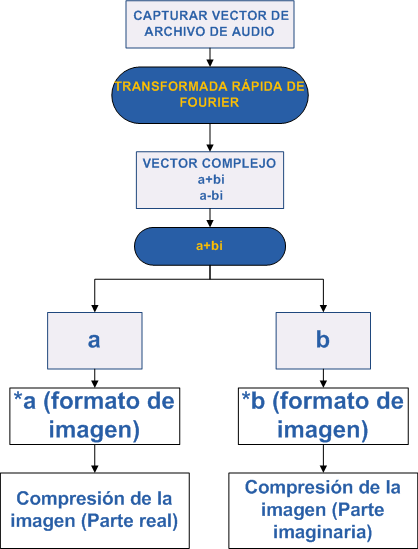 CAPTURAR VECTOR DE
ARCHIVO DE AUDIO
TRANSFORMADA RÁPIDA DE
FOURIER
VECTOR COMPLEJO
a+bi
a-bi
a+bi
a
b
*a (formato de
imagen)
*b (formato de
imagen)
Compresión de la
imagen (Parte real)
Compresión de la
imagen (Parte
imaginaria)